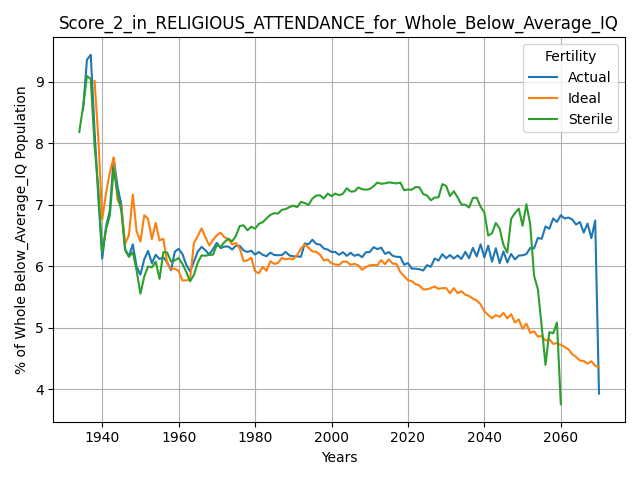 Score_2_in_RELIGIOUS_ATTENDANCE_for_Whole_Below_Average_IQ
Fertility
Actual
Ideal
Sterile
% of Whole Below_Average_IQ Population
9
8
7
6
5
4
1940
1960
1980
2000
2020
2040
2060
Years